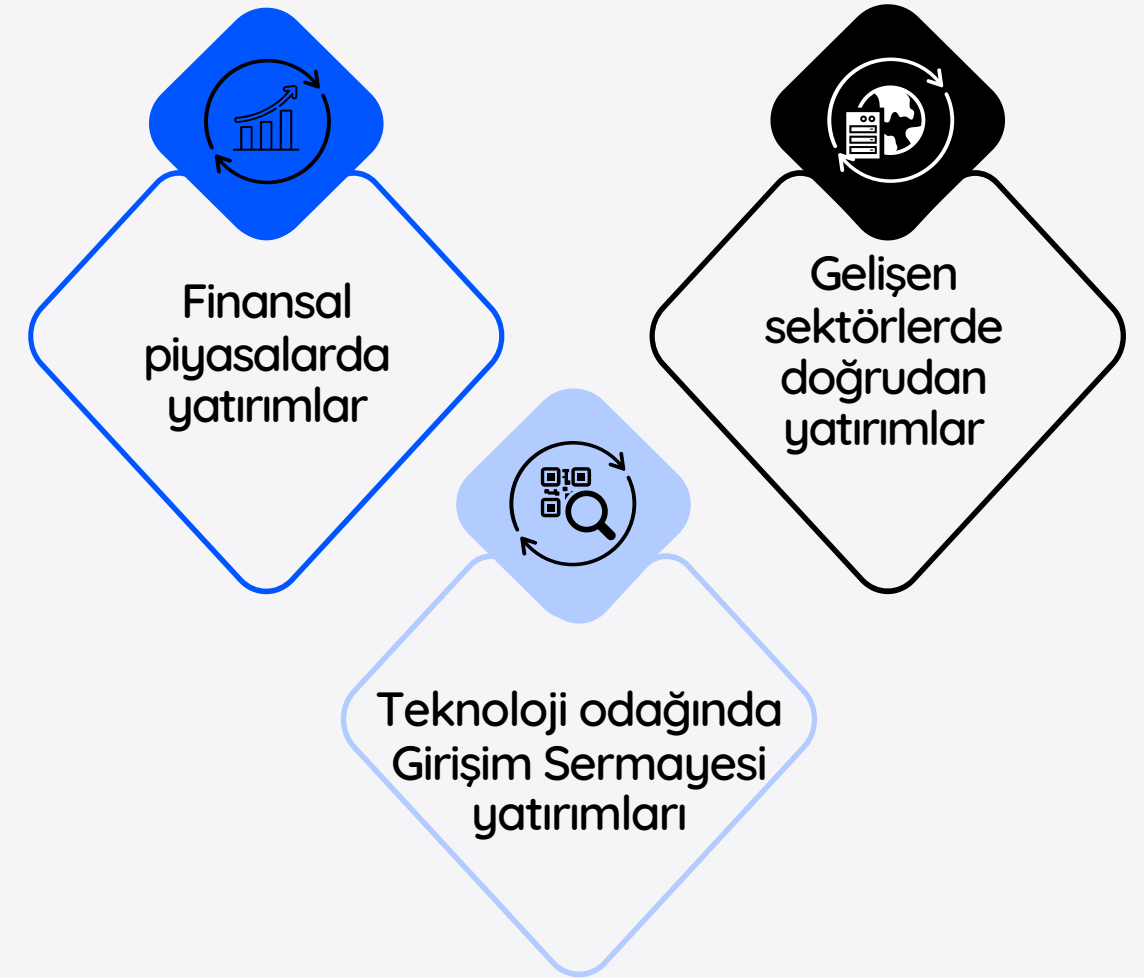 Finansal
piyasalarda
yatırımlar
Gelişen
sektörlerde
doğrudan
yatırımlar
Teknoloji odağında
Girişim Sermayesi
yatırımları